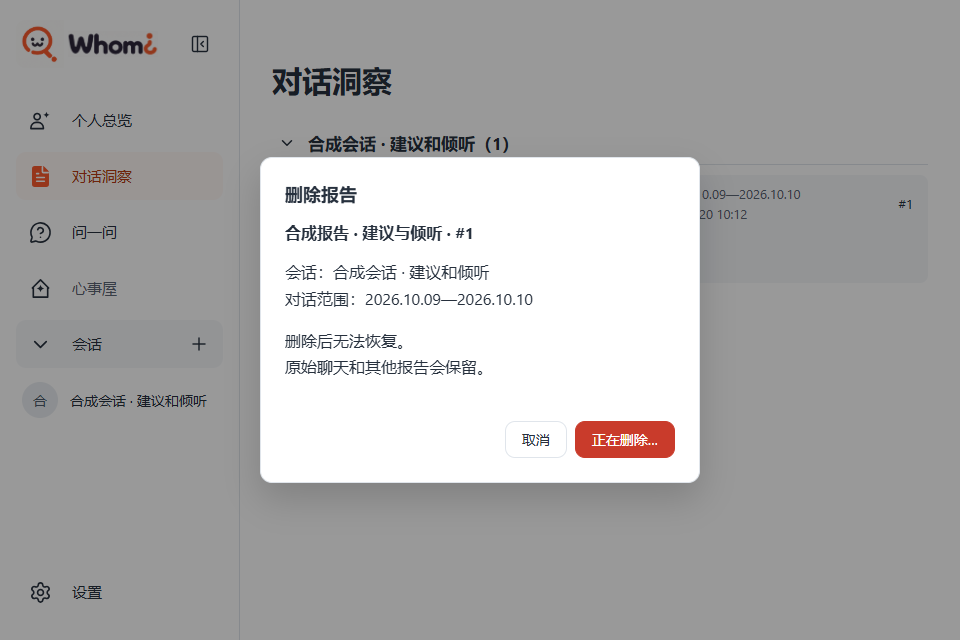 Whomi
个人总览
对话洞察
问一问
心事屋
会话
合
合成会话 · 建议和倾听
设置
对话洞察
合成会话 · 建议和倾听（1）
0.09—2026.10.10
20 10:12
#1
删除报告
合成报告 · 建议与倾听 · #1
会话：合成会话 · 建议和倾听
对话范围：2026.10.09—2026.10.10
删除后无法恢复。
原始聊天和其他报告会保留。
取消
正在删除...